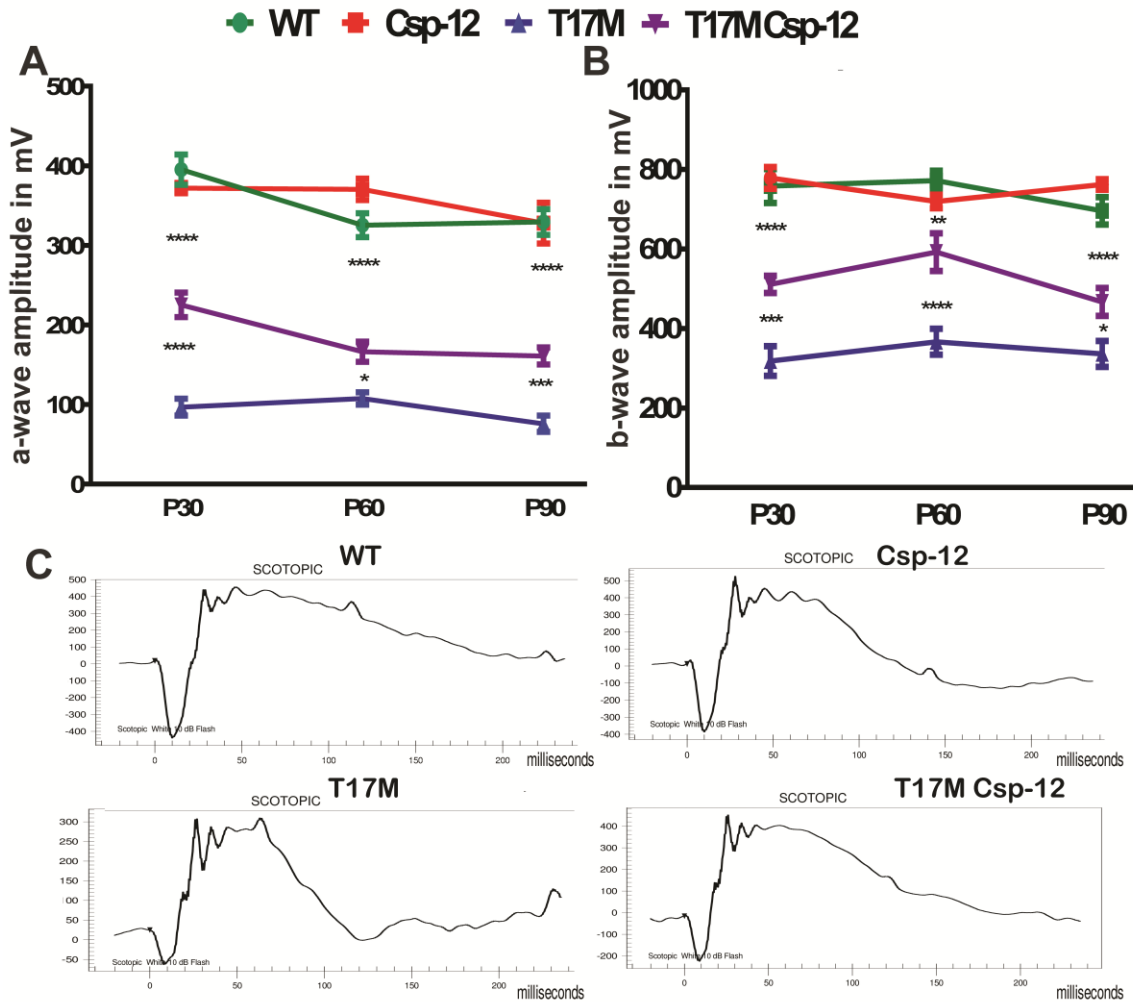 WT Csp-12 T17M T17MCsp-12
A
a-wave amplitude in mV
500
400
300
200
100
0
**** **** ****
**** * ***
P30 P60 P90
B
b-wave amplitude in mV
1000
800
600
400
200
0
**** ** ****
*** **** *
P30 P60 P90
C
WT
SCOTOPIC
500
400
300
200
100
0
-100
-200
-300
-400
Scotopic White 10 dB Flash
0 50 100 150 200
milliseconds
Csp-12
SCOTOPIC
500
400
300
200
100
0
-100
-200
-300
-400
Scotopic White 10 dB Flash
0 50 100 150 200
milliseconds
T17M
SCOTOPIC
300
250
200
150
100
50
0
-50
Scotopic White 10 dB Flash
0 50 100 150 200
milliseconds
T17M Csp-12
SCOTOPIC
400
300
200
100
0
-100
-200
Scotopic White 10 dB Flash
0 50 100 150 200
milliseconds